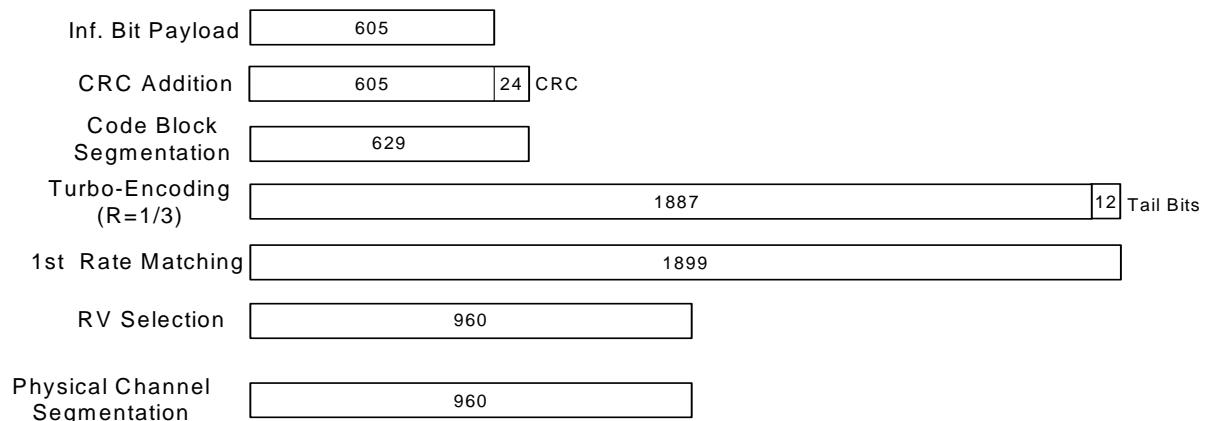 Inf. Bit Payload 605
CRC Addition 605 24 CRC
Code Block
Segmentation 629
Turbo-Encoding
(R=1/3) 1887 12 Tail Bits
1st Rate Matching 1899
RV Selection 960
Physical Channel
Segmentation 960